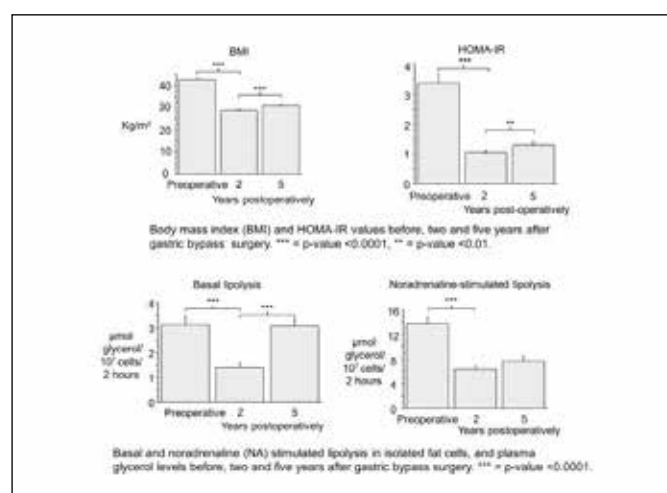 BMI
***
***
40
30
20
10
0
Kg/m²
Preoperative 2 5
Years postoperatively
HOMA-IR
***
**
4
3
2
1
0
Preoperative 2 5
Years post-operatively
Body mass index (BMI) and HOMA-IR values before, two and five years after
gastric bypass surgery. *** = p-value <0.0001, ** = p-value <0.01.
Basal lipolysis
***
***
4
3
2
1
0
µmol
glycerol/
10⁷ cells/
2 hours
Preoperative 2 5
Years postoperatively
Noradrenaline-stimulated lipolysis
***
16
12
8
4
0
µmol
glycerol/
10⁷ cells/
2 hours
Preoperative 2 5
Years postoperatively
Basal and noradrenaline (NA) stimulated lipolysis in isolated fat cells, and plasma
glycerol levels before, two and five years after gastric bypass surgery. *** = p-value <0.0001.